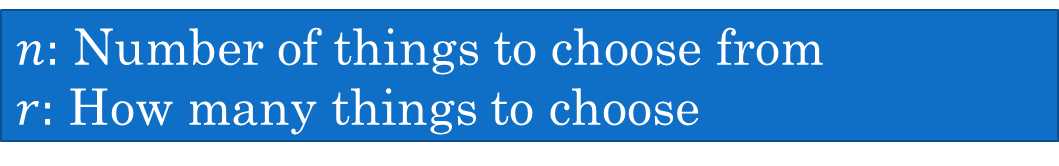 n: Number of things to choose from
r: How many things to choose